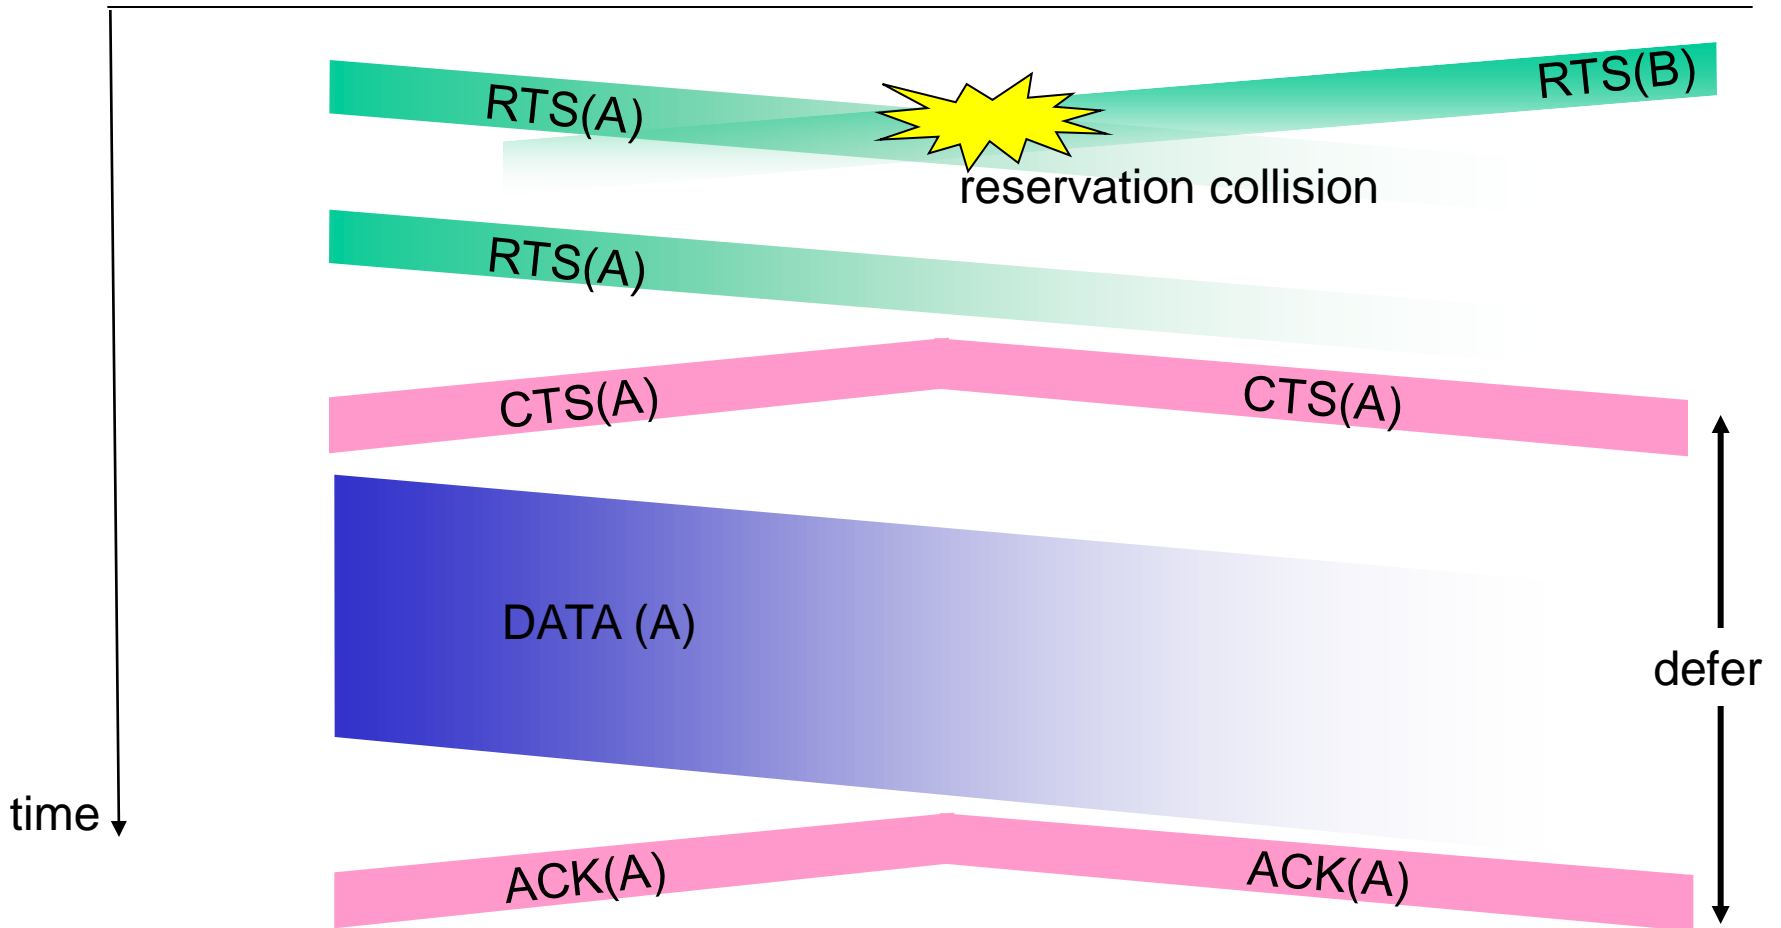 RTS(B)
RTS(A)
reservation collision
RTS(A)
CTS(A)
CTS(A)
DATA (A)
defer
time
ACK(A)
ACK(A)